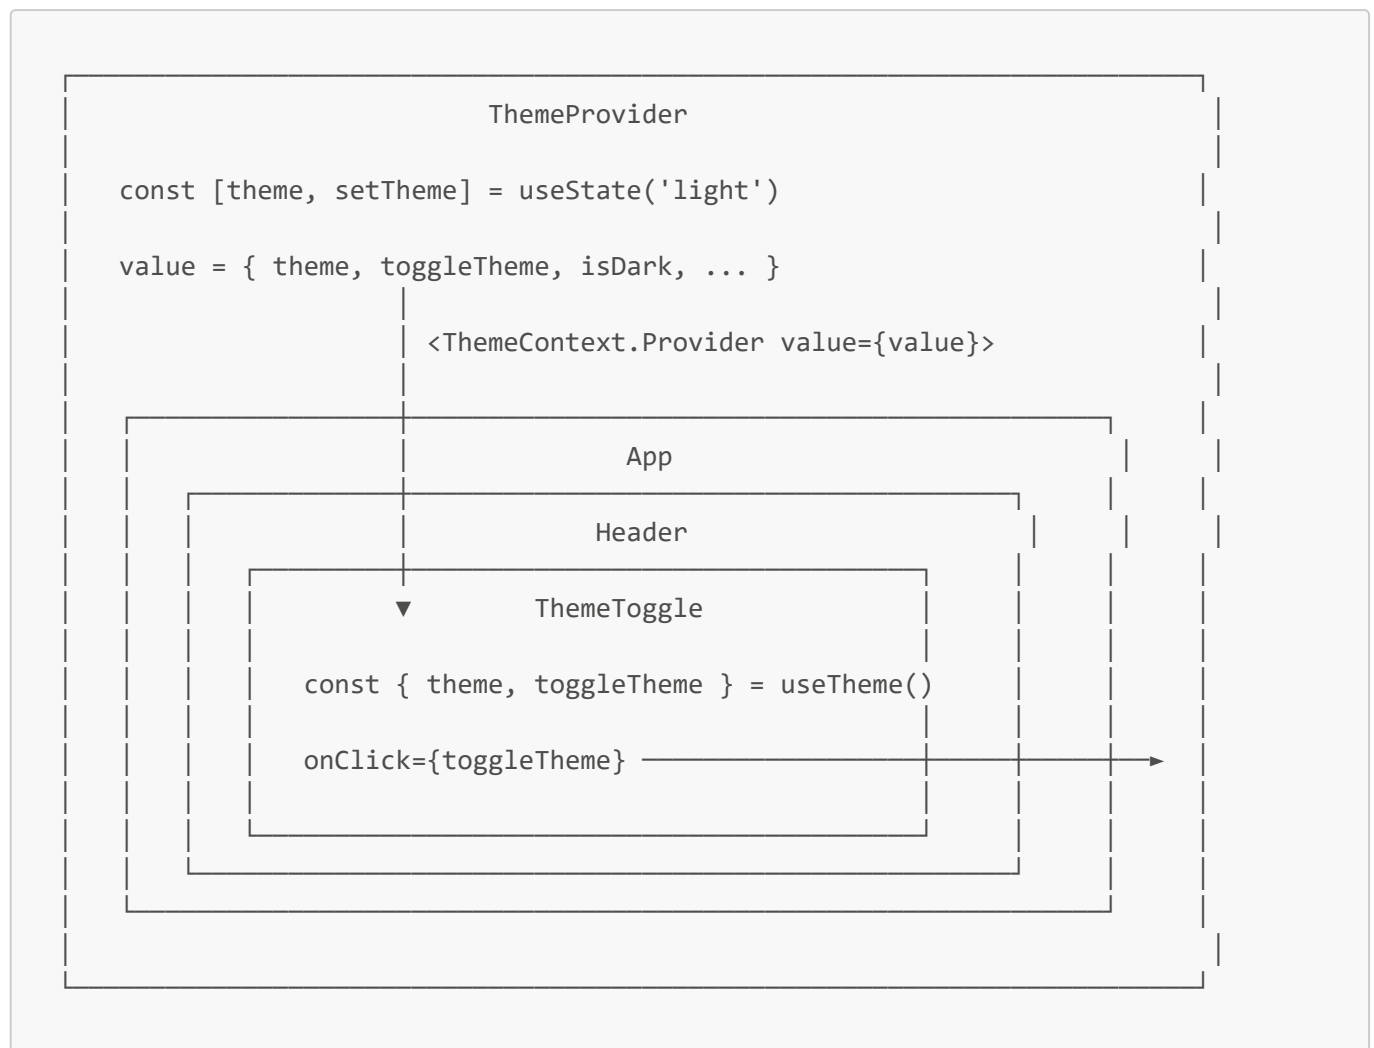 ThemeProvider
const [theme, setTheme] = useState('light')
value = { theme, toggleTheme, isDark, ... }
<ThemeContext.Provider value={value}>
App
Header
ThemeToggle
const { theme, toggleTheme } = useTheme()
onClick={toggleTheme}